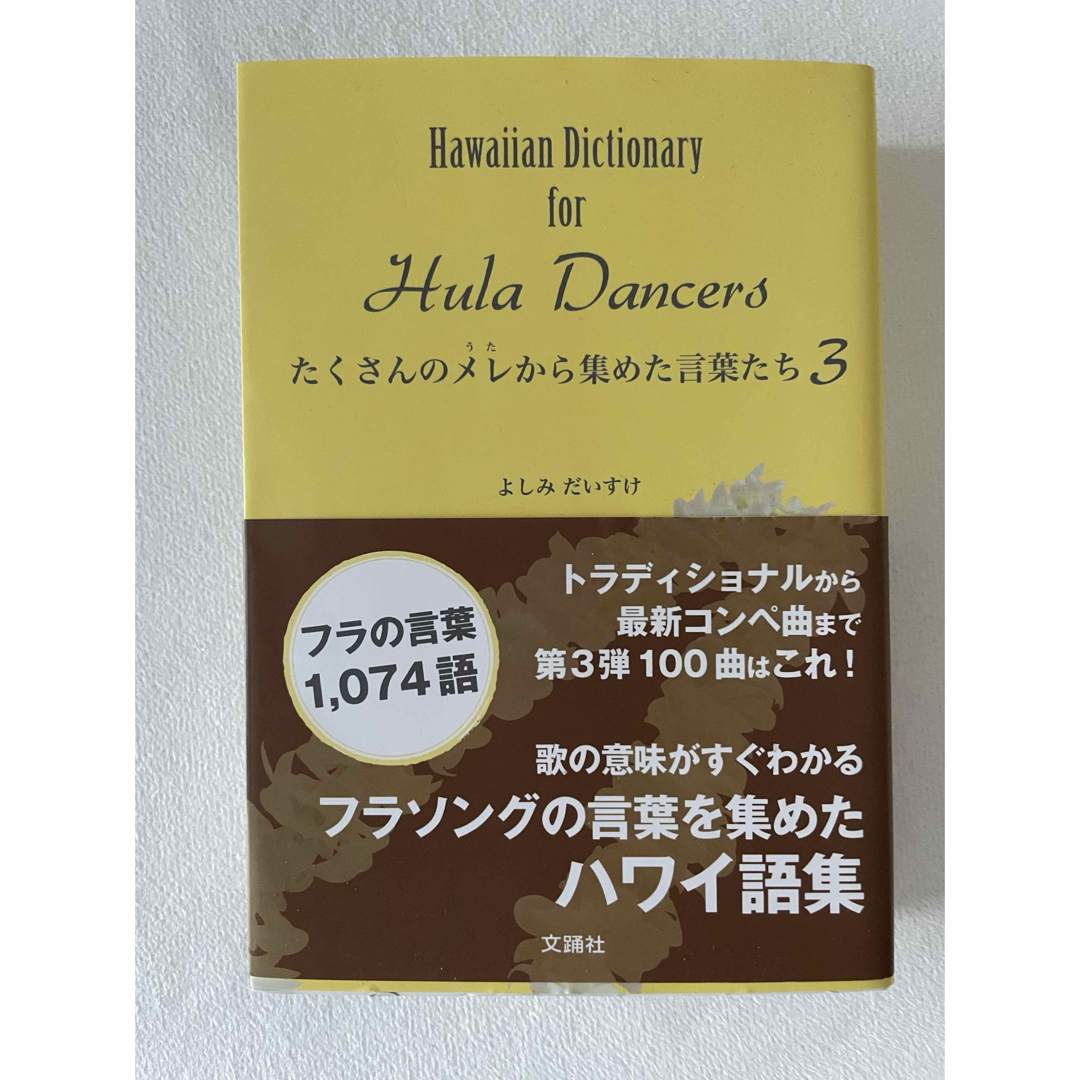 Hawaiian Dictionary
for
Hula Dancers
うた
たくさんのメレから集めた言葉たち 3
よしみ だいすけ
フラの言葉
1,074語
トラディショナルから
最新コンペ曲まで
第3弾 100 曲はこれ!
歌の意味がすぐわかる
フラソングの言葉を集めた
ハワイ語集
文踊社